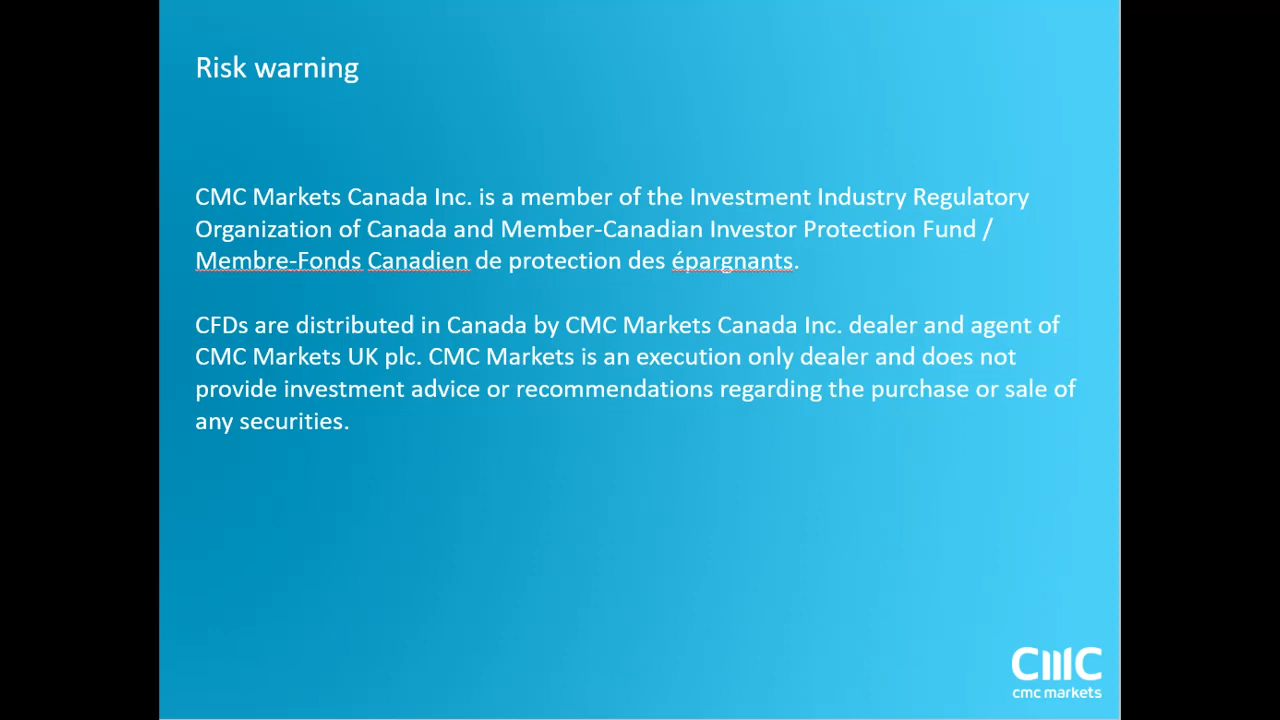 Risk warning
CMC Markets Canada Inc. is a member of the Investment Industry Regulatory
Organization of Canada and Member-Canadian Investor Protection Fund /
Membre-Fonds Canadien de protection des épargnants.
CFDs are distributed in Canada by CMC Markets Canada Inc. dealer and agent of
CMC Markets UK plc. CMC Markets is an execution only dealer and does not
provide investment advice or recommendations regarding the purchase or sale of
any securities.
CMC
cmc markets